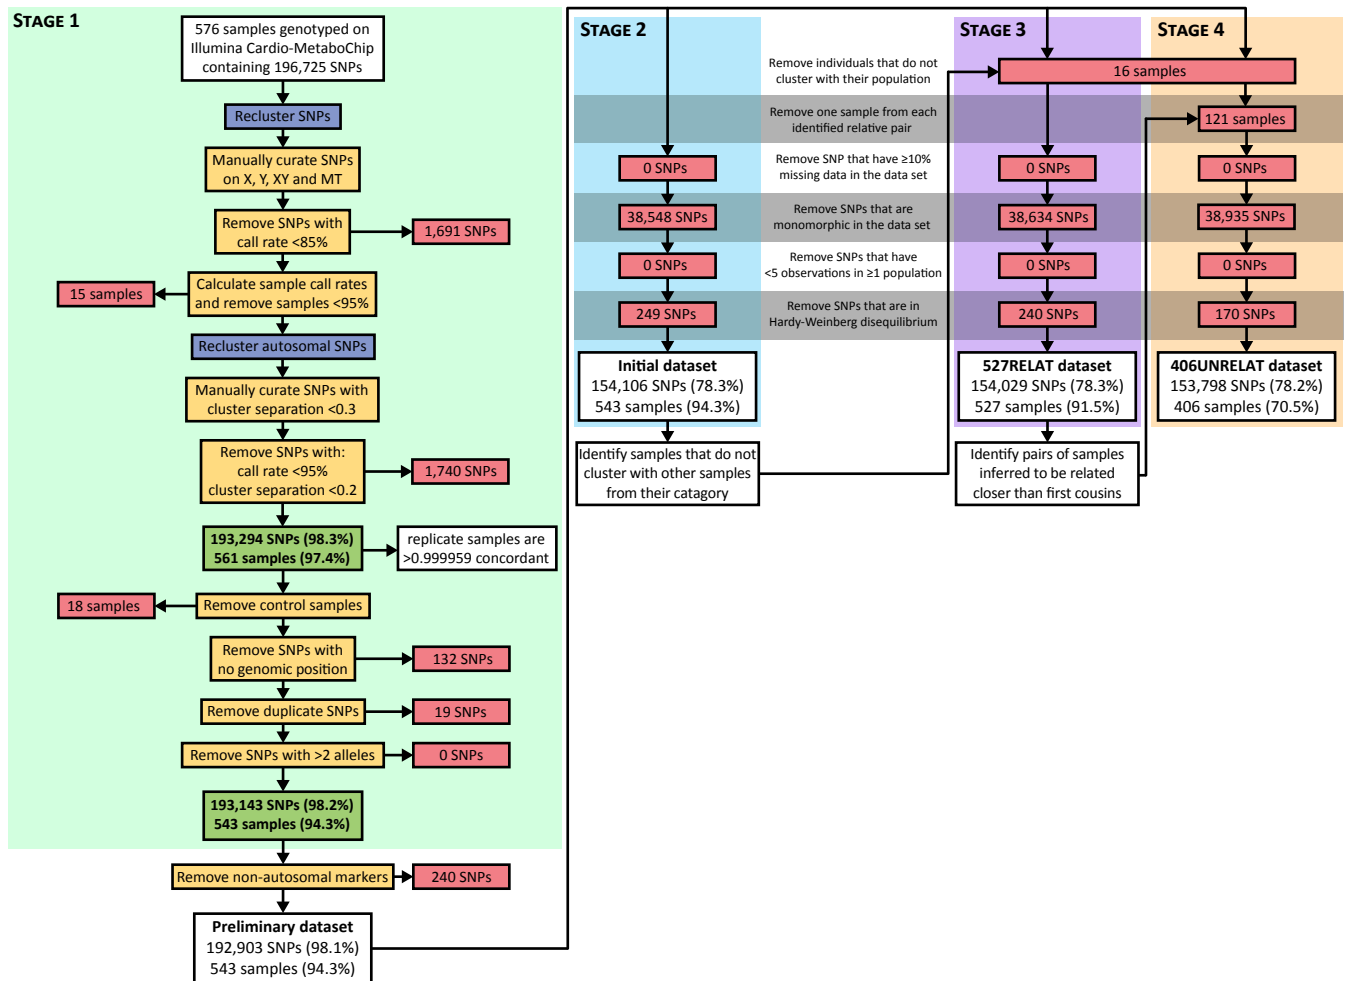 STAGE 1
576 samples genotyped on
Illumina Cardio-MetaboChip
containing 196,725 SNPs
Recluster SNPs
Manually curate SNPs
on X, Y, XY and MT
Remove SNPs with
call rate <85%
1,691 SNPs
Calculate sample call rates
and remove samples <95%
15 samples
Recluster autosomal SNPs
Manually curate SNPs with
cluster separation <0.3
Remove SNPs with:
call rate <95%
cluster separation <0.2
1,740 SNPs
193,294 SNPs (98.3%)
561 samples (97.4%)
replicate samples are
>0.999959 concordant
Remove control samples
18 samples
Remove SNPs with
no genomic position
132 SNPs
Remove duplicate SNPs
19 SNPs
Remove SNPs with >2 alleles
0 SNPs
193,143 SNPs (98.2%)
543 samples (94.3%)
Remove non-autosomal markers
240 SNPs
Preliminary dataset
192,903 SNPs (98.1%)
543 samples (94.3%)
STAGE 2
STAGE 3
STAGE 4
Remove individuals that do not
cluster with their population
16 samples
Remove one sample from each
identified relative pair
121 samples
0 SNPs
Remove SNP that have ≥10%
missing data in the data set
0 SNPs
0 SNPs
38,548 SNPs
Remove SNPs that are
monomorphic in the data set
38,634 SNPs
38,935 SNPs
0 SNPs
Remove SNPs that have
<5 observations in ≥1 population
0 SNPs
0 SNPs
249 SNPs
Remove SNPs that are in
Hardy-Weinberg disequilibrium
240 SNPs
170 SNPs
Initial dataset
154,106 SNPs (78.3%)
543 samples (94.3%)
527RELAT dataset
154,029 SNPs (78.3%)
527 samples (91.5%)
406UNRELAT dataset
153,798 SNPs (78.2%)
406 samples (70.5%)
Identify samples that do not
cluster with other samples
from their catagory
Identify pairs of samples
inferred to be related
closer than first cousins